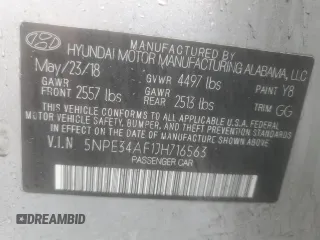 MANUFACTURED BY
HYUNDAI MOTOR MANUFACTURING ALABAMA, LLC
May/23/18 GVWR 4497 lbs PAINT Y8
GAWR FRONT 2557 lbs GAWR REAR 2513 lbs TRIM GG
THIS VEHICLE CONFORMS TO ALL APPLICABLE U.S.A FEDERAL
MOTOR VEHICLE SAFETY, BUMPER, AND THEFT PREVENTION
STANDARDS IN EFFECT ON THE DATE OF MANUFACTURE
SHOWN ABOVE.
V.I.N 5NPE34AF1JH716563
PASSENGER CAR
DREAMBID